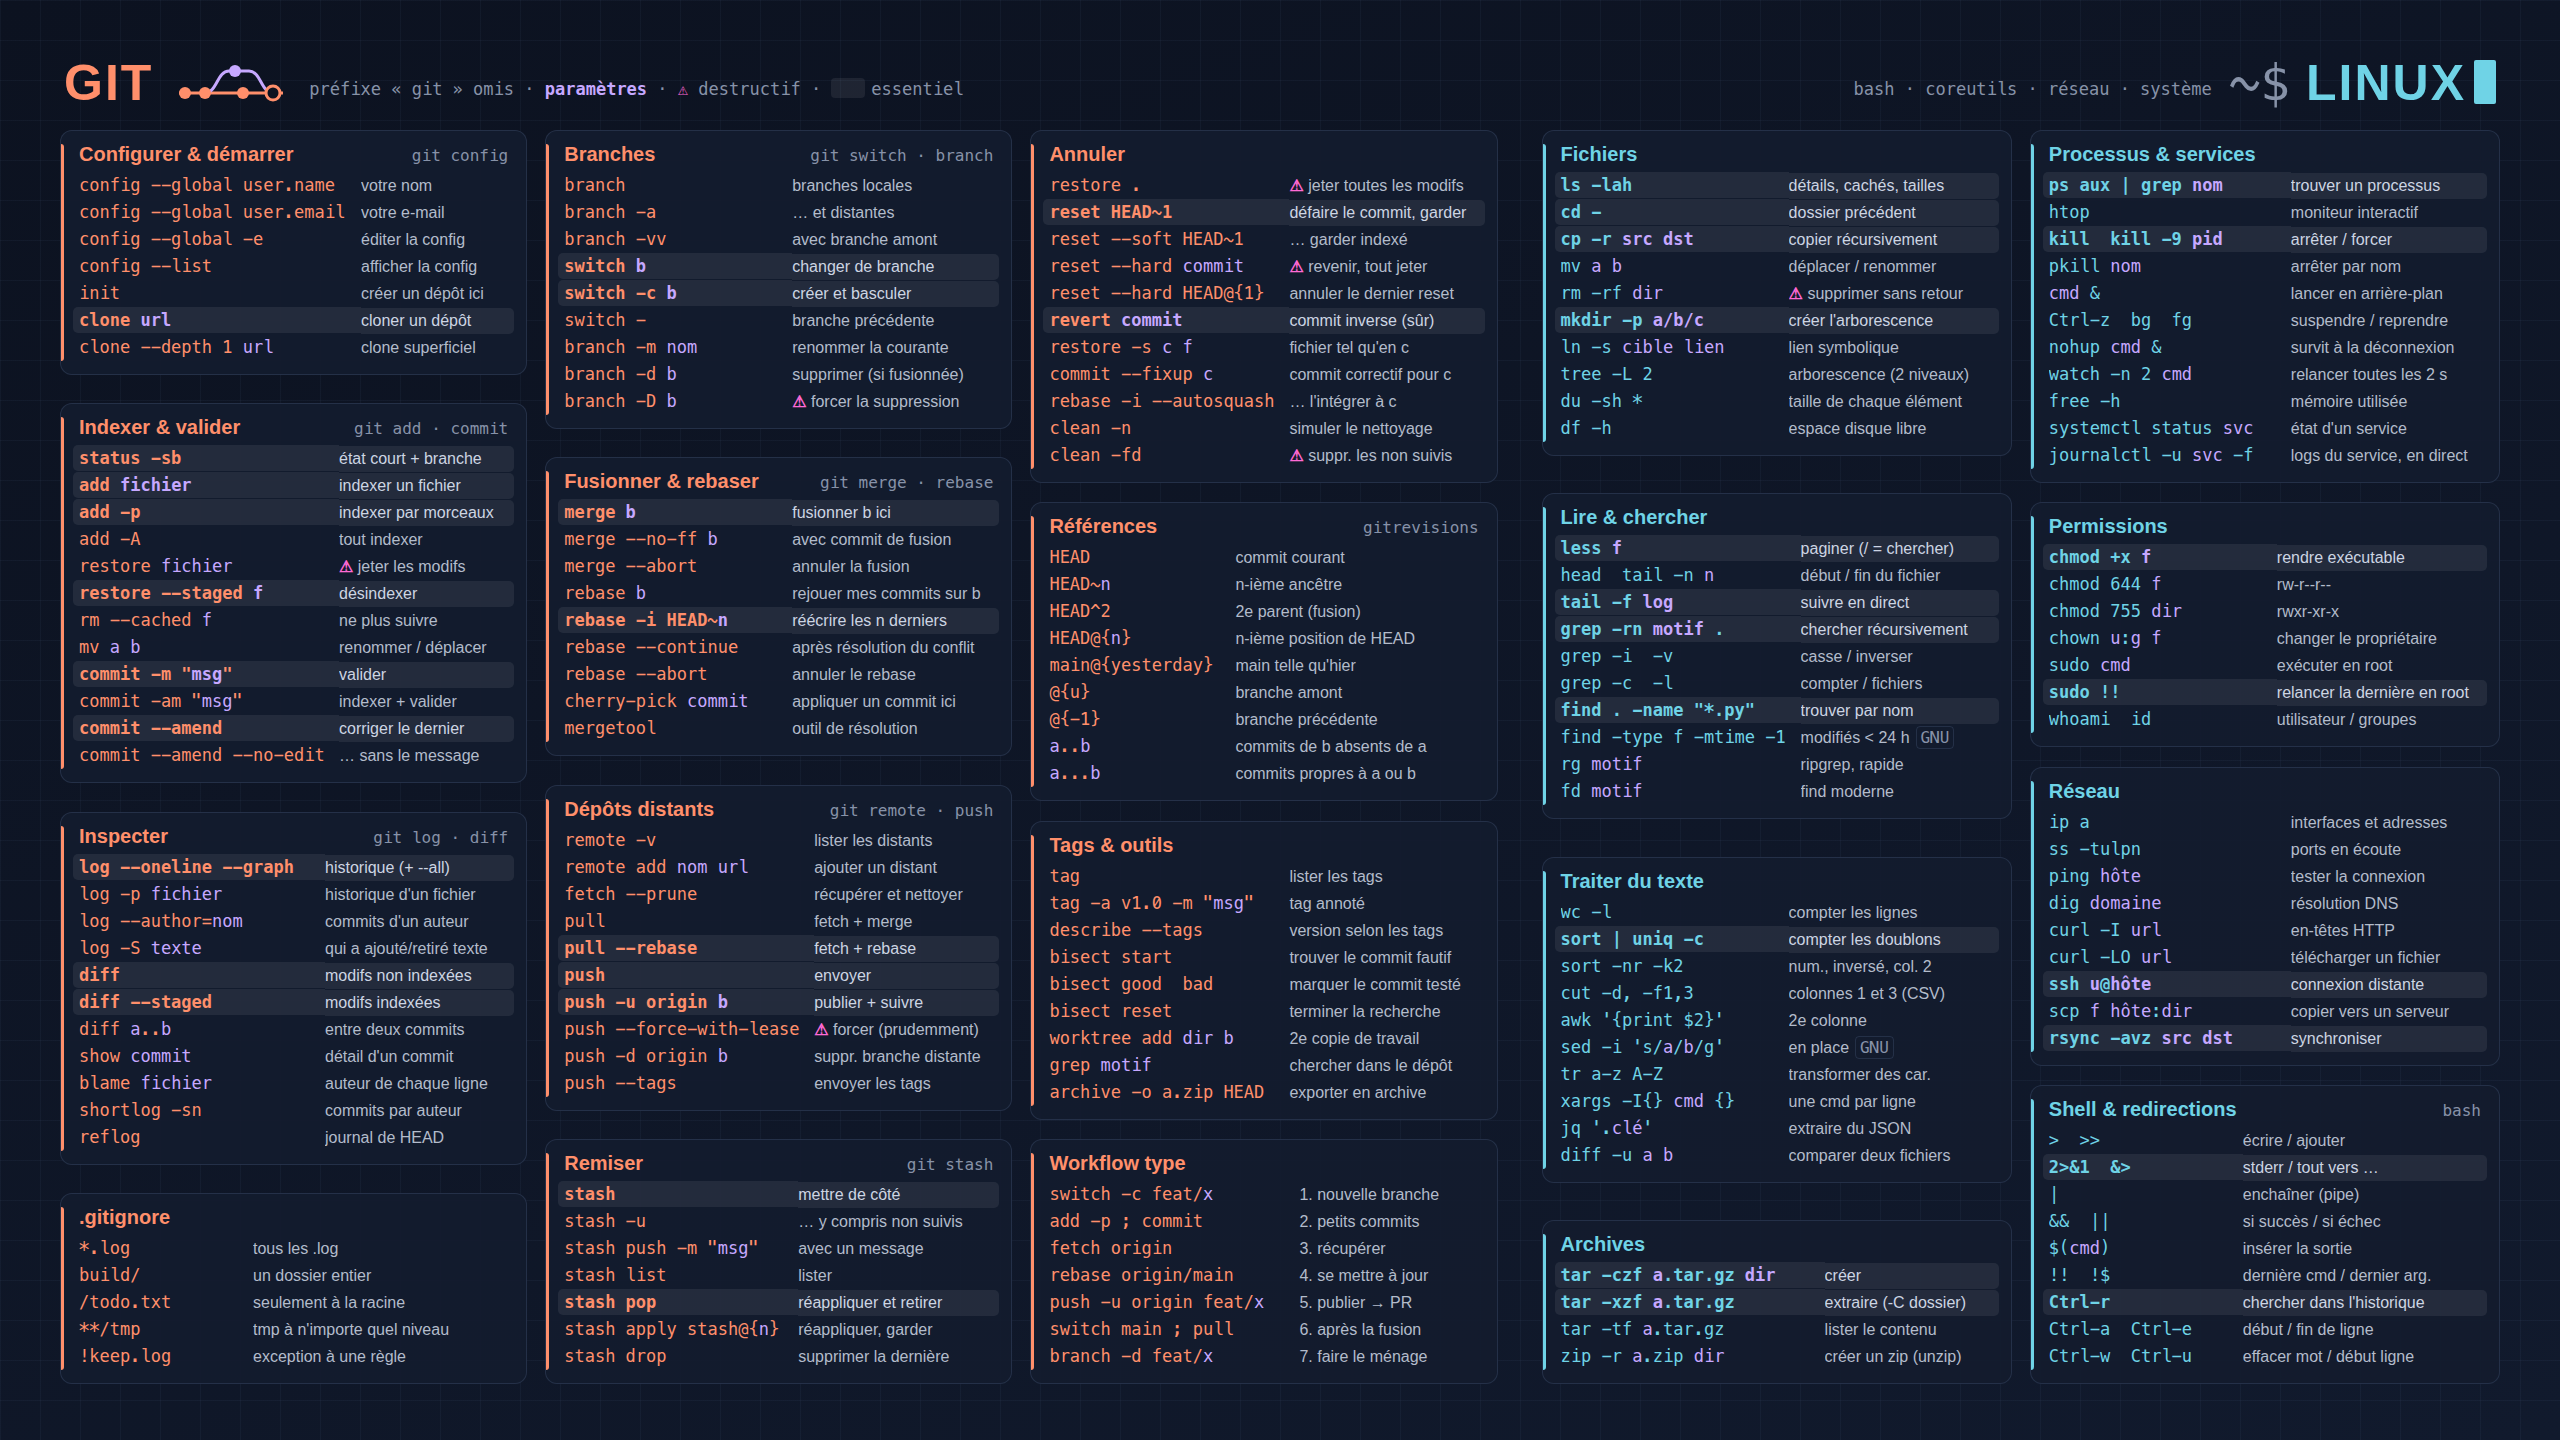 GIT préfixe « git » omis · paramètres · ⚠ destructif · essentiel
bash · coreutils · réseau · système ~$ LINUX
Configurer & démarrer git config
config --global user.name votre nom
config --global user.email votre e-mail
config --global -e éditer la config
config --list afficher la config
init créer un dépôt ici
clone url cloner un dépôt
clone --depth 1 url clone superficiel
Indexer & valider git add · commit
status -sb état court + branche
add fichier indexer un fichier
add -p indexer par morceaux
add -A tout indexer
restore fichier ⚠ jeter les modifs
restore --staged f désindexer
rm --cached f ne plus suivre
mv a b renommer / déplacer
commit -m "msg" valider
commit -am "msg" indexer + valider
commit --amend corriger le dernier
commit --amend --no-edit … sans le message
Inspecter git log · diff
log --oneline --graph historique (+ --all)
log -p fichier historique d'un fichier
log --author=nom commits d'un auteur
log -S texte qui a ajouté/retiré texte
diff modifs non indexées
diff --staged modifs indexées
diff a..b entre deux commits
show commit détail d'un commit
blame fichier auteur de chaque ligne
shortlog -sn commits par auteur
reflog journal de HEAD
.gitignore
*.log tous les .log
build/ un dossier entier
/todo.txt seulement à la racine
**/tmp tmp à n'importe quel niveau
!keep.log exception à une règle
Branches git switch · branch
branch branches locales
branch -a … et distantes
branch -vv avec branche amont
switch b changer de branche
switch -c b créer et basculer
switch - branche précédente
branch -m nom renommer la courante
branch -d b supprimer (si fusionnée)
branch -D b ⚠ forcer la suppression
Fusionner & rebaser git merge · rebase
merge b fusionner b ici
merge --no-ff b avec commit de fusion
merge --abort annuler la fusion
rebase b rejouer mes commits sur b
rebase -i HEAD~n réécrire les n derniers
rebase --continue après résolution du conflit
rebase --abort annuler le rebase
cherry-pick commit appliquer un commit ici
mergetool outil de résolution
Dépôts distants git remote · push
remote -v lister les distants
remote add nom url ajouter un distant
fetch --prune récupérer et nettoyer
pull fetch + merge
pull --rebase fetch + rebase
push envoyer
push -u origin b publier + suivre
push --force-with-lease ⚠ forcer (prudemment)
push -d origin b suppr. branche distante
push --tags envoyer les tags
Remiser git stash
stash mettre de côté
stash -u … y compris non suivis
stash push -m "msg" avec un message
stash list lister
stash pop réappliquer et retirer
stash apply stash@{n} réappliquer, garder
stash drop supprimer la dernière
Annuler
restore . ⚠ jeter toutes les modifs
reset HEAD~1 défaire le commit, garder
reset --soft HEAD~1 … garder indexé
reset --hard commit ⚠ revenir, tout jeter
reset --hard HEAD@{1} annuler le dernier reset
revert commit commit inverse (sûr)
restore -s c f fichier tel qu'en c
commit --fixup c commit correctif pour c
rebase -i --autosquash … l'intégrer à c
clean -n simuler le nettoyage
clean -fd ⚠ suppr. les non suivis
Références gitrevisions
HEAD commit courant
HEAD~n n-ième ancêtre
HEAD^2 2e parent (fusion)
HEAD@{n} n-ième position de HEAD
main@{yesterday} main telle qu'hier
@{u} branche amont
@{-1} branche précédente
a..b commits de b absents de a
a...b commits propres à a ou b
Tags & outils
tag lister les tags
tag -a v1.0 -m "msg" tag annoté
describe --tags version selon les tags
bisect start trouver le commit fautif
bisect good bad marquer le commit testé
bisect reset terminer la recherche
worktree add dir b 2e copie de travail
grep motif chercher dans le dépôt
archive -o a.zip HEAD exporter en archive
Workflow type
switch -c feat/x 1. nouvelle branche
add -p ; commit 2. petits commits
fetch origin 3. récupérer
rebase origin/main 4. se mettre à jour
push -u origin feat/x 5. publier → PR
switch main ; pull 6. après la fusion
branch -d feat/x 7. faire le ménage
Fichiers
ls -lah détails, cachés, tailles
cd - dossier précédent
cp -r src dst copier récursivement
mv a b déplacer / renommer
rm -rf dir ⚠ supprimer sans retour
mkdir -p a/b/c créer l'arborescence
ln -s cible lien lien symbolique
tree -L 2 arborescence (2 niveaux)
du -sh * taille de chaque élément
df -h espace disque libre
Lire & chercher
less f paginer (/ = chercher)
head tail -n n début / fin du fichier
tail -f log suivre en direct
grep -rn motif . chercher récursivement
grep -i -v casse / inverser
grep -c -l compter / fichiers
find . -name "*.py" trouver par nom
find -type f -mtime -1 modifiés < 24 h GNU
rg motif ripgrep, rapide
fd motif find moderne
Traiter du texte
wc -l compter les lignes
sort | uniq -c compter les doublons
sort -nr -k2 num., inversé, col. 2
cut -d, -f1,3 colonnes 1 et 3 (CSV)
awk '{print $2}' 2e colonne
sed -i 's/a/b/g' en place GNU
tr a-z A-Z transformer des car.
xargs -I{} cmd {} une cmd par ligne
jq '.clé' extraire du JSON
diff -u a b comparer deux fichiers
Archives
tar -czf a.tar.gz dir créer
tar -xzf a.tar.gz extraire (-C dossier)
tar -tf a.tar.gz lister le contenu
zip -r a.zip dir créer un zip (unzip)
Processus & services
ps aux | grep nom trouver un processus
htop moniteur interactif
kill kill -9 pid arrêter / forcer
pkill nom arrêter par nom
cmd & lancer en arrière-plan
Ctrl-z bg fg suspendre / reprendre
nohup cmd & survit à la déconnexion
watch -n 2 cmd relancer toutes les 2 s
free -h mémoire utilisée
systemctl status svc état d'un service
journalctl -u svc -f logs du service, en direct
Permissions
chmod +x f rendre exécutable
chmod 644 f rw-r--r--
chmod 755 dir rwxr-xr-x
chown u:g f changer le propriétaire
sudo cmd exécuter en root
sudo !! relancer la dernière en root
whoami id utilisateur / groupes
Réseau
ip a interfaces et adresses
ss -tulpn ports en écoute
ping hôte tester la connexion
dig domaine résolution DNS
curl -I url en-têtes HTTP
curl -LO url télécharger un fichier
ssh u@hôte connexion distante
scp f hôte:dir copier vers un serveur
rsync -avz src dst synchroniser
Shell & redirections bash
> >> écrire / ajouter
2>&1 &> stderr / tout vers …
| enchaîner (pipe)
&& || si succès / si échec
$(cmd) insérer la sortie
!! !$ dernière cmd / dernier arg.
Ctrl-r chercher dans l'historique
Ctrl-a Ctrl-e début / fin de ligne
Ctrl-w Ctrl-u effacer mot / début ligne